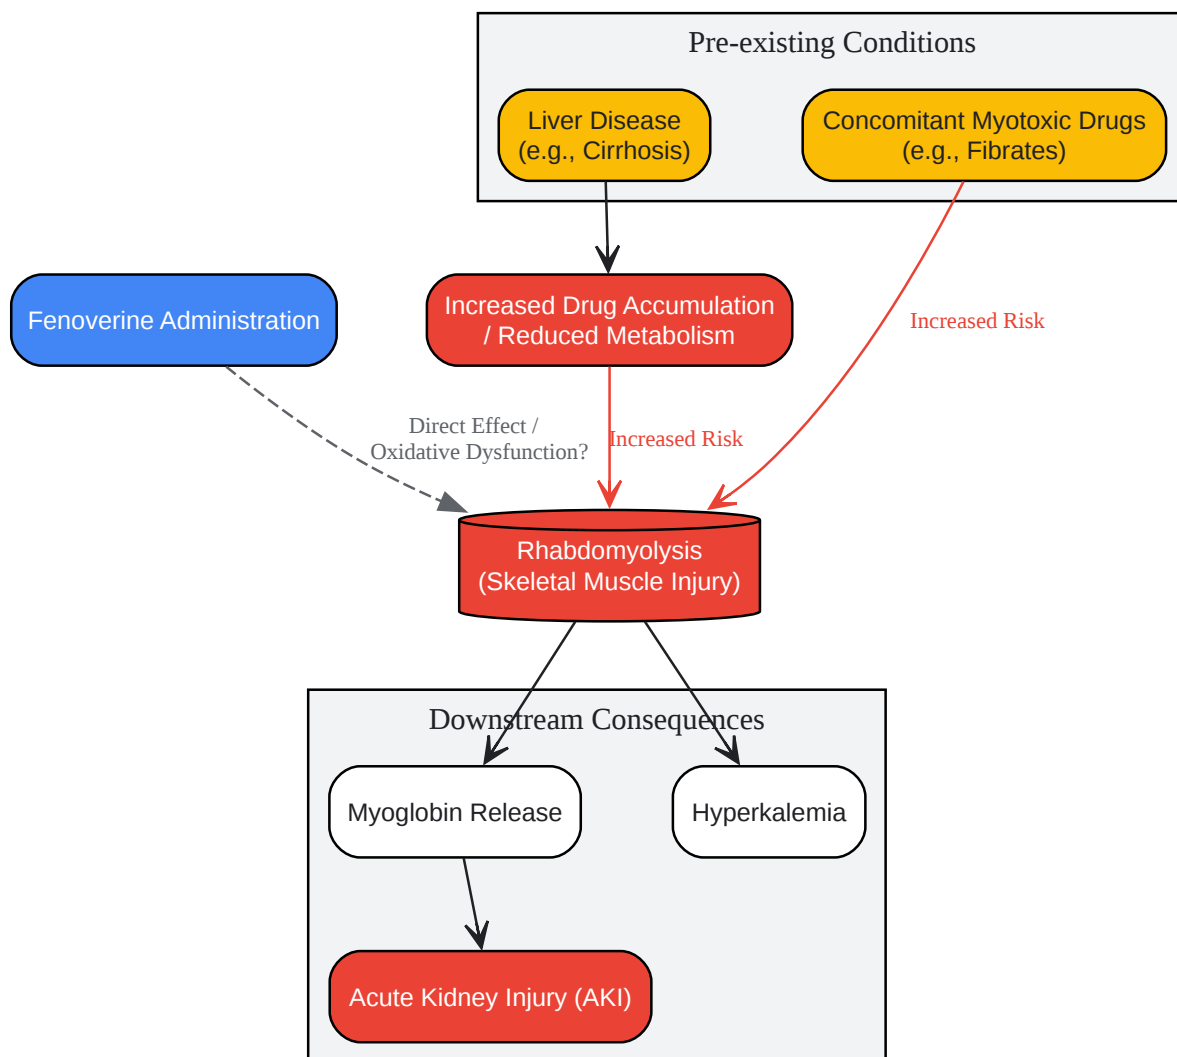 Pre-existing Conditions
Liver Disease
(e.g., Cirrhosis)
Concomitant Myotoxic Drugs
(e.g., Fibrates)
Fenoverine Administration
Increased Drug Accumulation
/ Reduced Metabolism
Increased Risk
Direct Effect /
Oxidative Dysfunction?
Increased Risk
Rhabdomyolysis
(Skeletal Muscle Injury)
Downstream Consequences
Myoglobin Release
Hyperkalemia
Acute Kidney Injury (AKI)